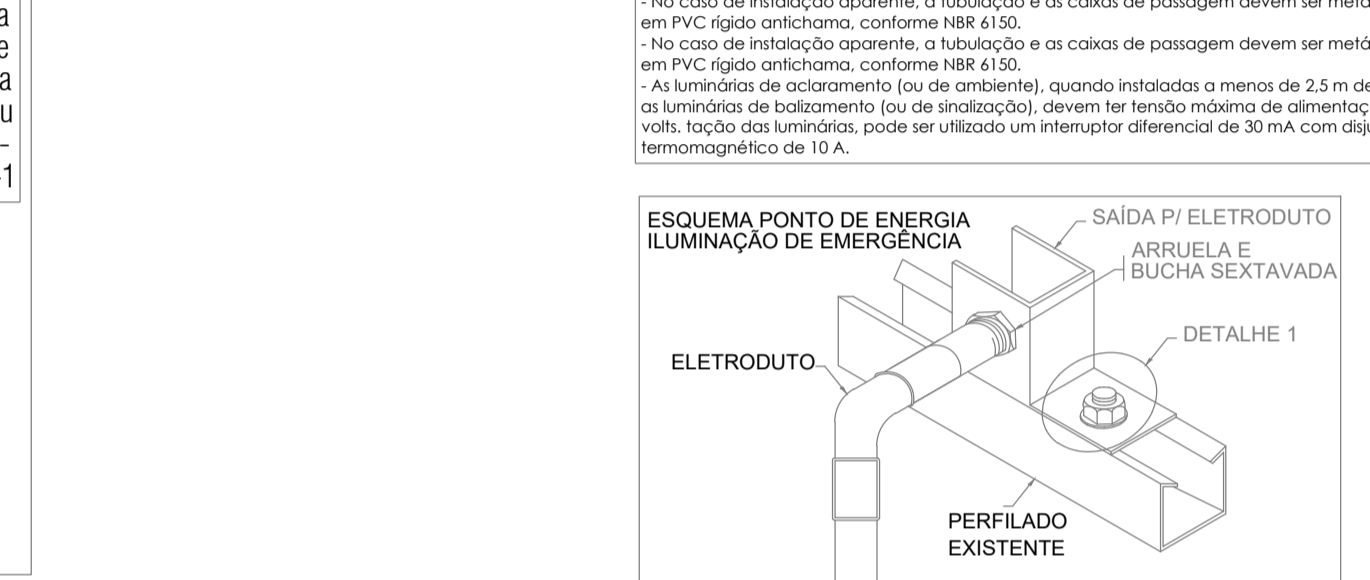 a
e
a
u
-
1
- No caso de instalação aparente, a tubulação e as caixas de passagem devem ser
em PVC rígido antichama, conforme NBR 6150.
- No caso de instalação aparente, a tubulação e as caixas de passagem devem ser metá
em PVC rígido antichama, conforme NBR 6150.
- As luminárias de aclaramento (ou de ambiente), quando instaladas a menos de 2,5 m de
as luminárias de balizamento (ou de sinalização), devem ter tensão máxima de alimentaç
volts. tação das luminárias, pode ser utilizado um interruptor diferencial de 30 mA com disju
termomagnético de 10 A.
ESQUEMA PONTO DE ENERGIA
ILUMINAÇÃO DE EMERGÊNCIA
SAÍDA P/ ELETRODUTO
ARRUELA E
BUCHA SEXTAVADA
DETALHE 1
ELETRODUTO
PERFILADO
EXISTENTE